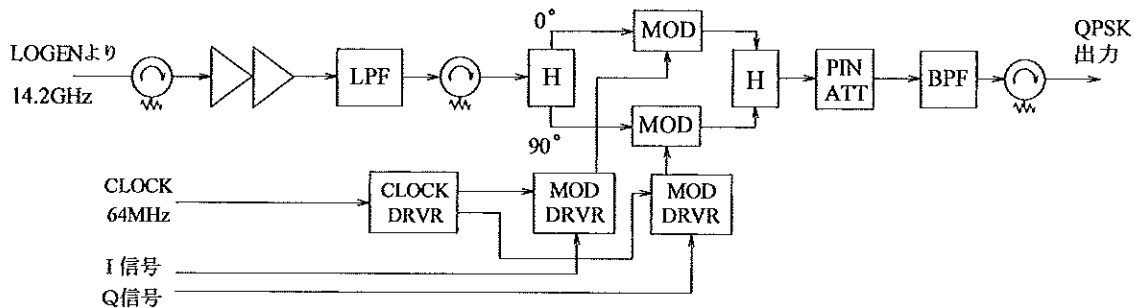 LOGENより
14.2GHz
LPF
H
0°
90°
MOD
MOD
H
PIN
ATT
BPF
QPSK
出力
CLOCK
64MHz
CLOCK
DRVR
MOD
DRVR
MOD
DRVR
I 信号
Q信号